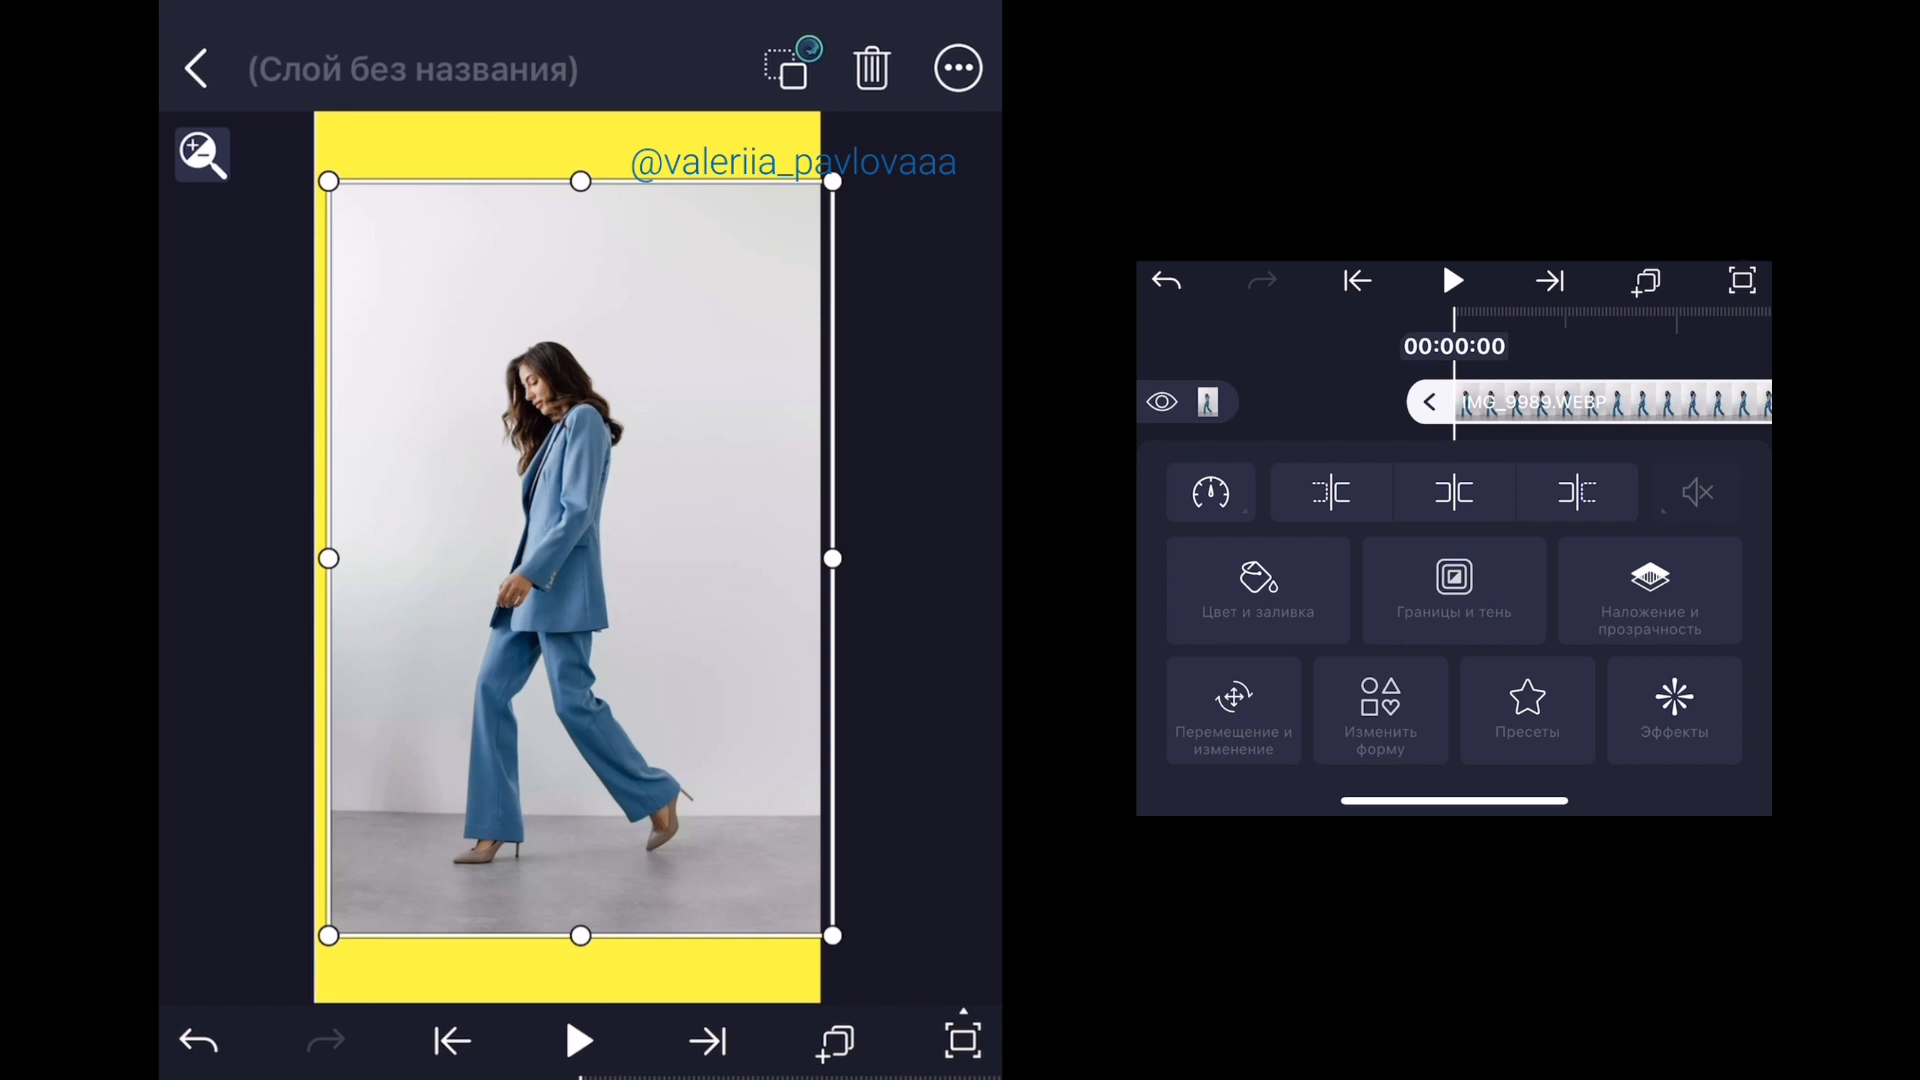 (Слой без названия)
@valeriia_pavlovaaa
00:00:00
IMG_9989.WEBP
Цвет и заливка
Границы и тень
Наложение и
прозрачность
Перемещение и
изменение
Изменить
форму
Пресеты
Эффекты